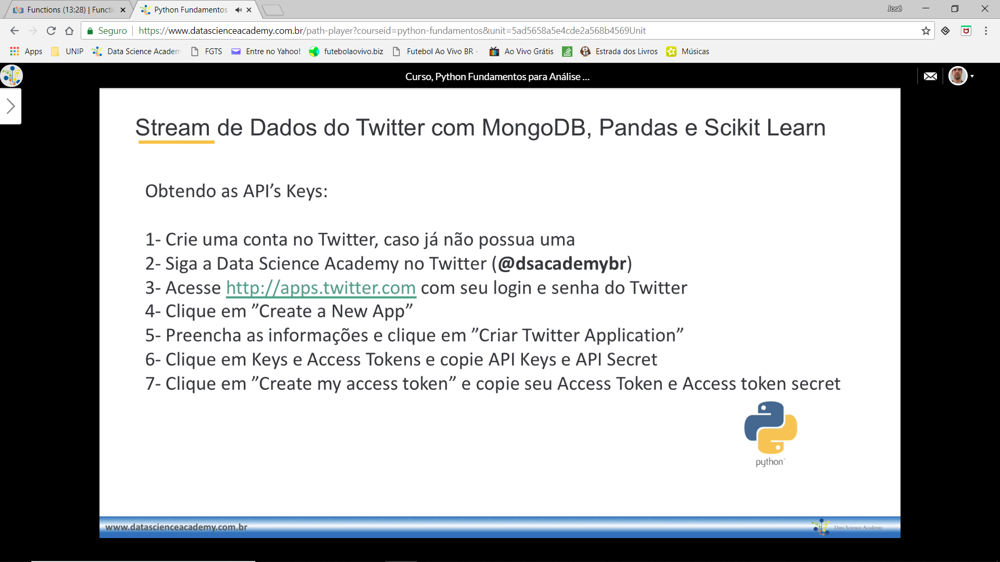 Functions (13:28) | Functi
Python Fundamentos
José
Seguro
https://www.datascienceacademy.com.br/path-player?courseid=python-fundamentos&unit=5ad5658a5e4cde2a568b4569Unit
Apps UNIP Data Science Academ FGTS Entre no Yahoo! futebolaovivo.biz Futebol Ao Vivo BR - Ao Vivo Grátis Estrada dos Livros Músicas
Curso, Python Fundamentos para Análise ...
Stream de Dados do Twitter com MongoDB, Pandas e Scikit Learn
Obtendo as API’s Keys:
1- Crie uma conta no Twitter, caso já não possua uma
2- Siga a Data Science Academy no Twitter (@dsacademybr)
3- Acesse http://apps.twitter.com com seu login e senha do Twitter
4- Clique em ”Create a New App”
5- Preencha as informações e clique em ”Criar Twitter Application”
6- Clique em Keys e Access Tokens e copie API Keys e API Secret
7- Clique em ”Create my access token” e copie seu Access Token e Access token secret
python™
www.datascienceacademy.com.br
Data Science Academy